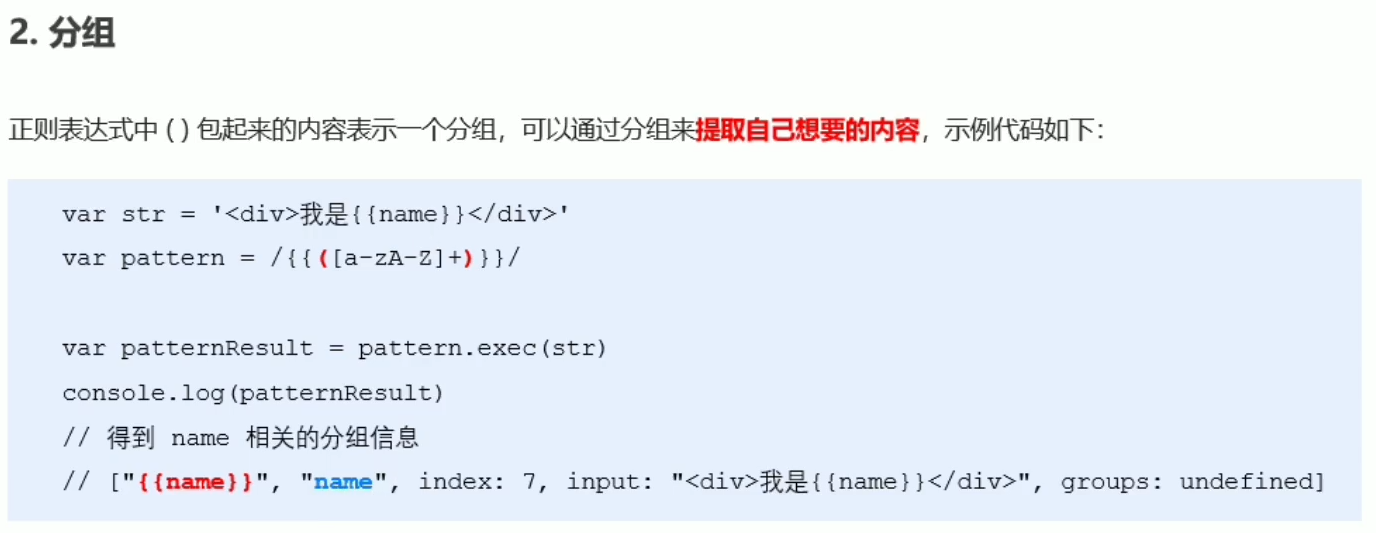 2. 分组
正则表达式中 ( ) 包起来的内容表示一个分组，可以通过分组来提取自己想要的内容，示例代码如下：
var str = '<div>我是{{name}}</div>'
var pattern = /{{([a-zA-Z]+)}}/
var patternResult = pattern.exec(str)
console.log(patternResult)
// 得到 name 相关的分组信息
// ["{{name}}", "name", index: 7, input: "<div>我是{{name}}</div>", groups: undefined]